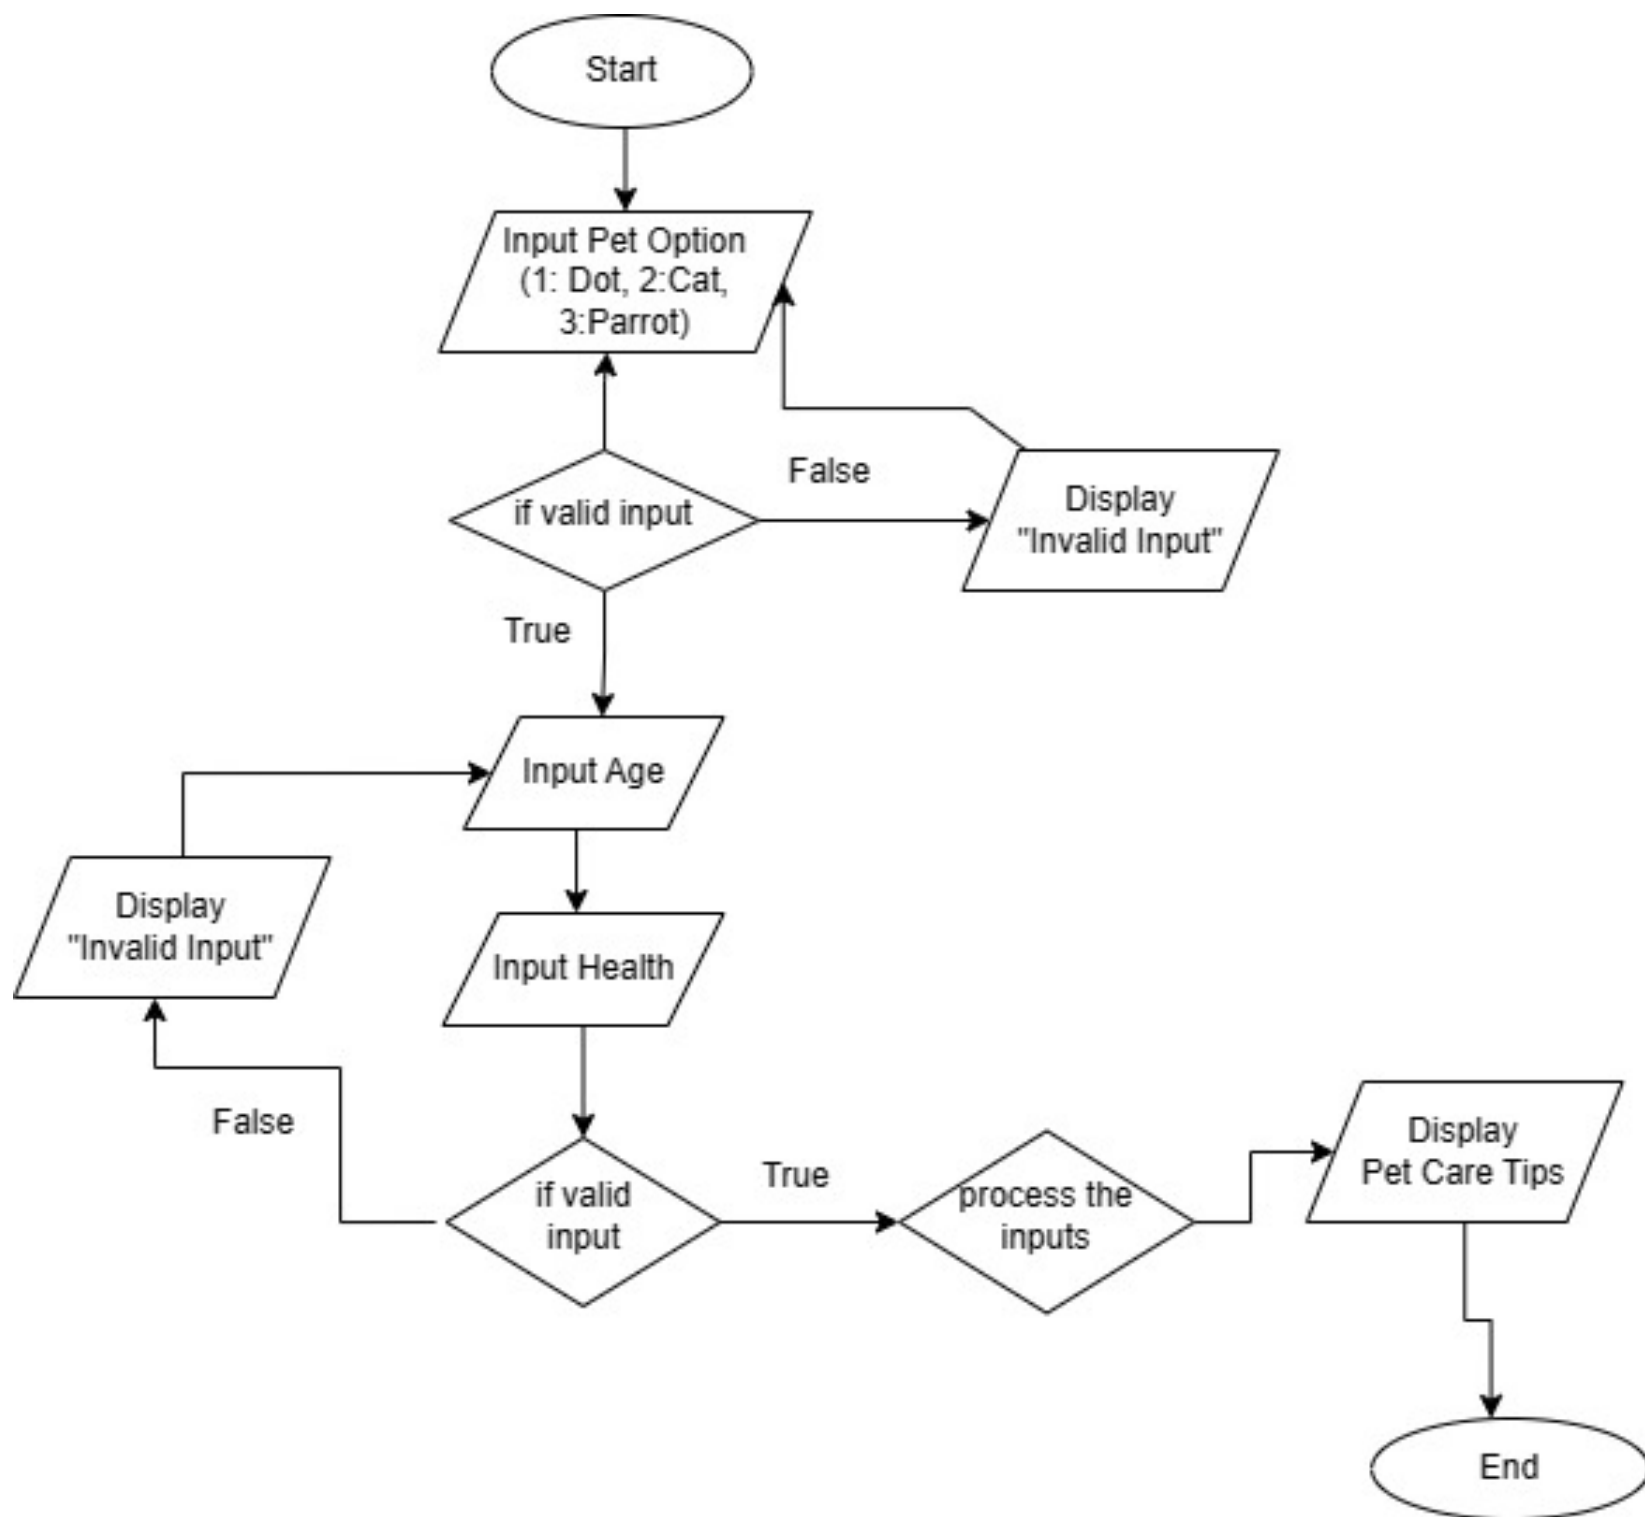 Start
Input Pet Option
(1: Dot, 2:Cat,
3:Parrot)
if valid input
False
Display
"Invalid Input"
True
Input Age
Display
"Invalid Input"
Input Health
False
if valid
input
True
process the
inputs
Display
Pet Care Tips
End